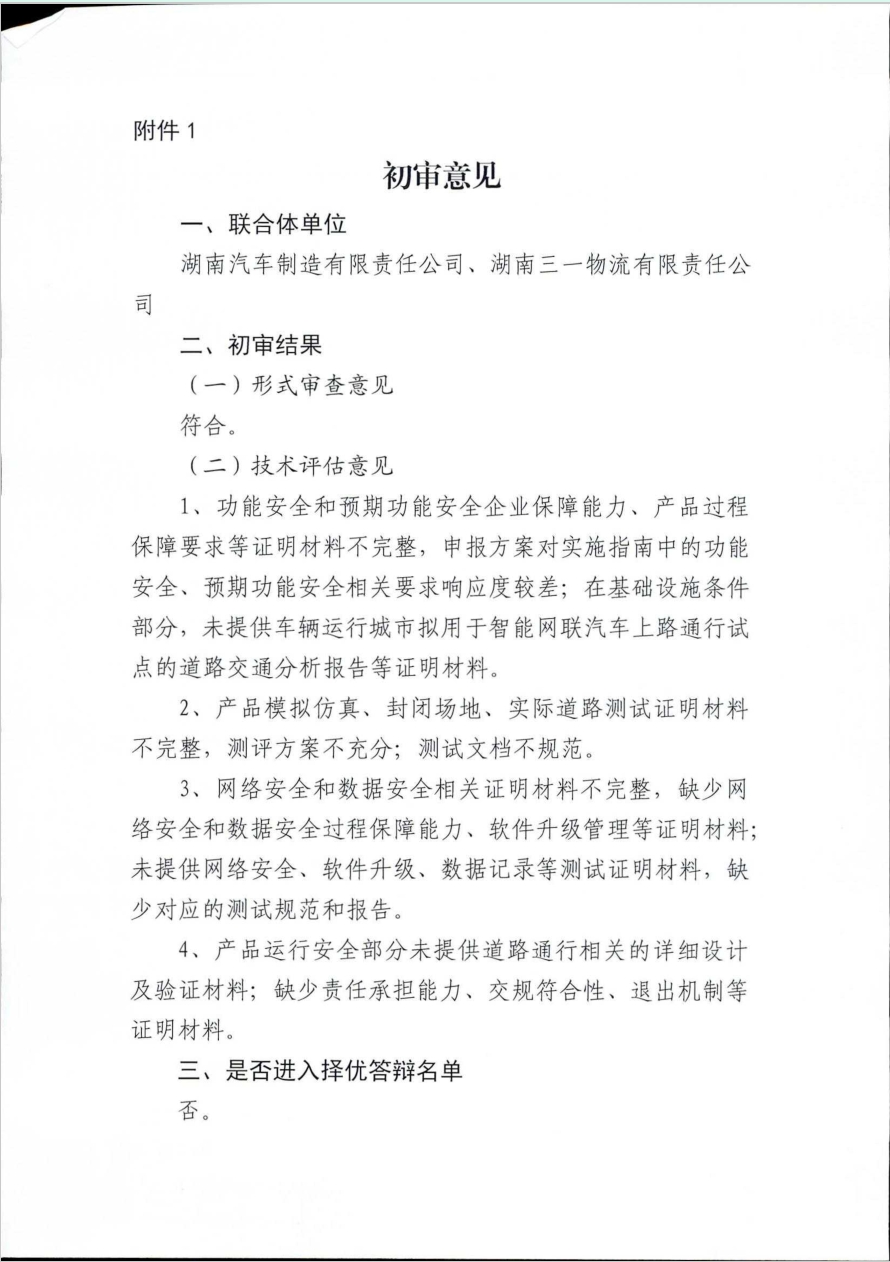 附件 1
初审意见
一、联合体单位
湖南汽车制造有限责任公司、湖南三一物流有限责任公
司
二、初审结果
（一）形式审查意见
符合。
（二）技术评估意见
1、功能安全和预期功能安全企业保障能力、产品过程
保障要求等证明材料不完整，申报方案对实施指南中的功能
安全、预期功能安全相关要求响应度较差；在基础设施条件
部分，未提供车辆运行城市拟用于智能网联汽车上路通行试
点的道路交通分析报告等证明材料。
2、产品模拟仿真、封闭场地、实际道路测试证明材料
不完整，测评方案不充分；测试文档不规范。
3、网络安全和数据安全相关证明材料不完整，缺少网
络安全和数据安全过程保障能力、软件升级管理等证明材料；
未提供网络安全、软件升级、数据记录等测试证明材料，缺
少对应的测试规范和报告。
4、产品运行安全部分未提供道路通行相关的详细设计
及验证材料；缺少责任承担能力、交规符合性、退出机制等
证明材料。
三、是否进入择优答辩名单
否。